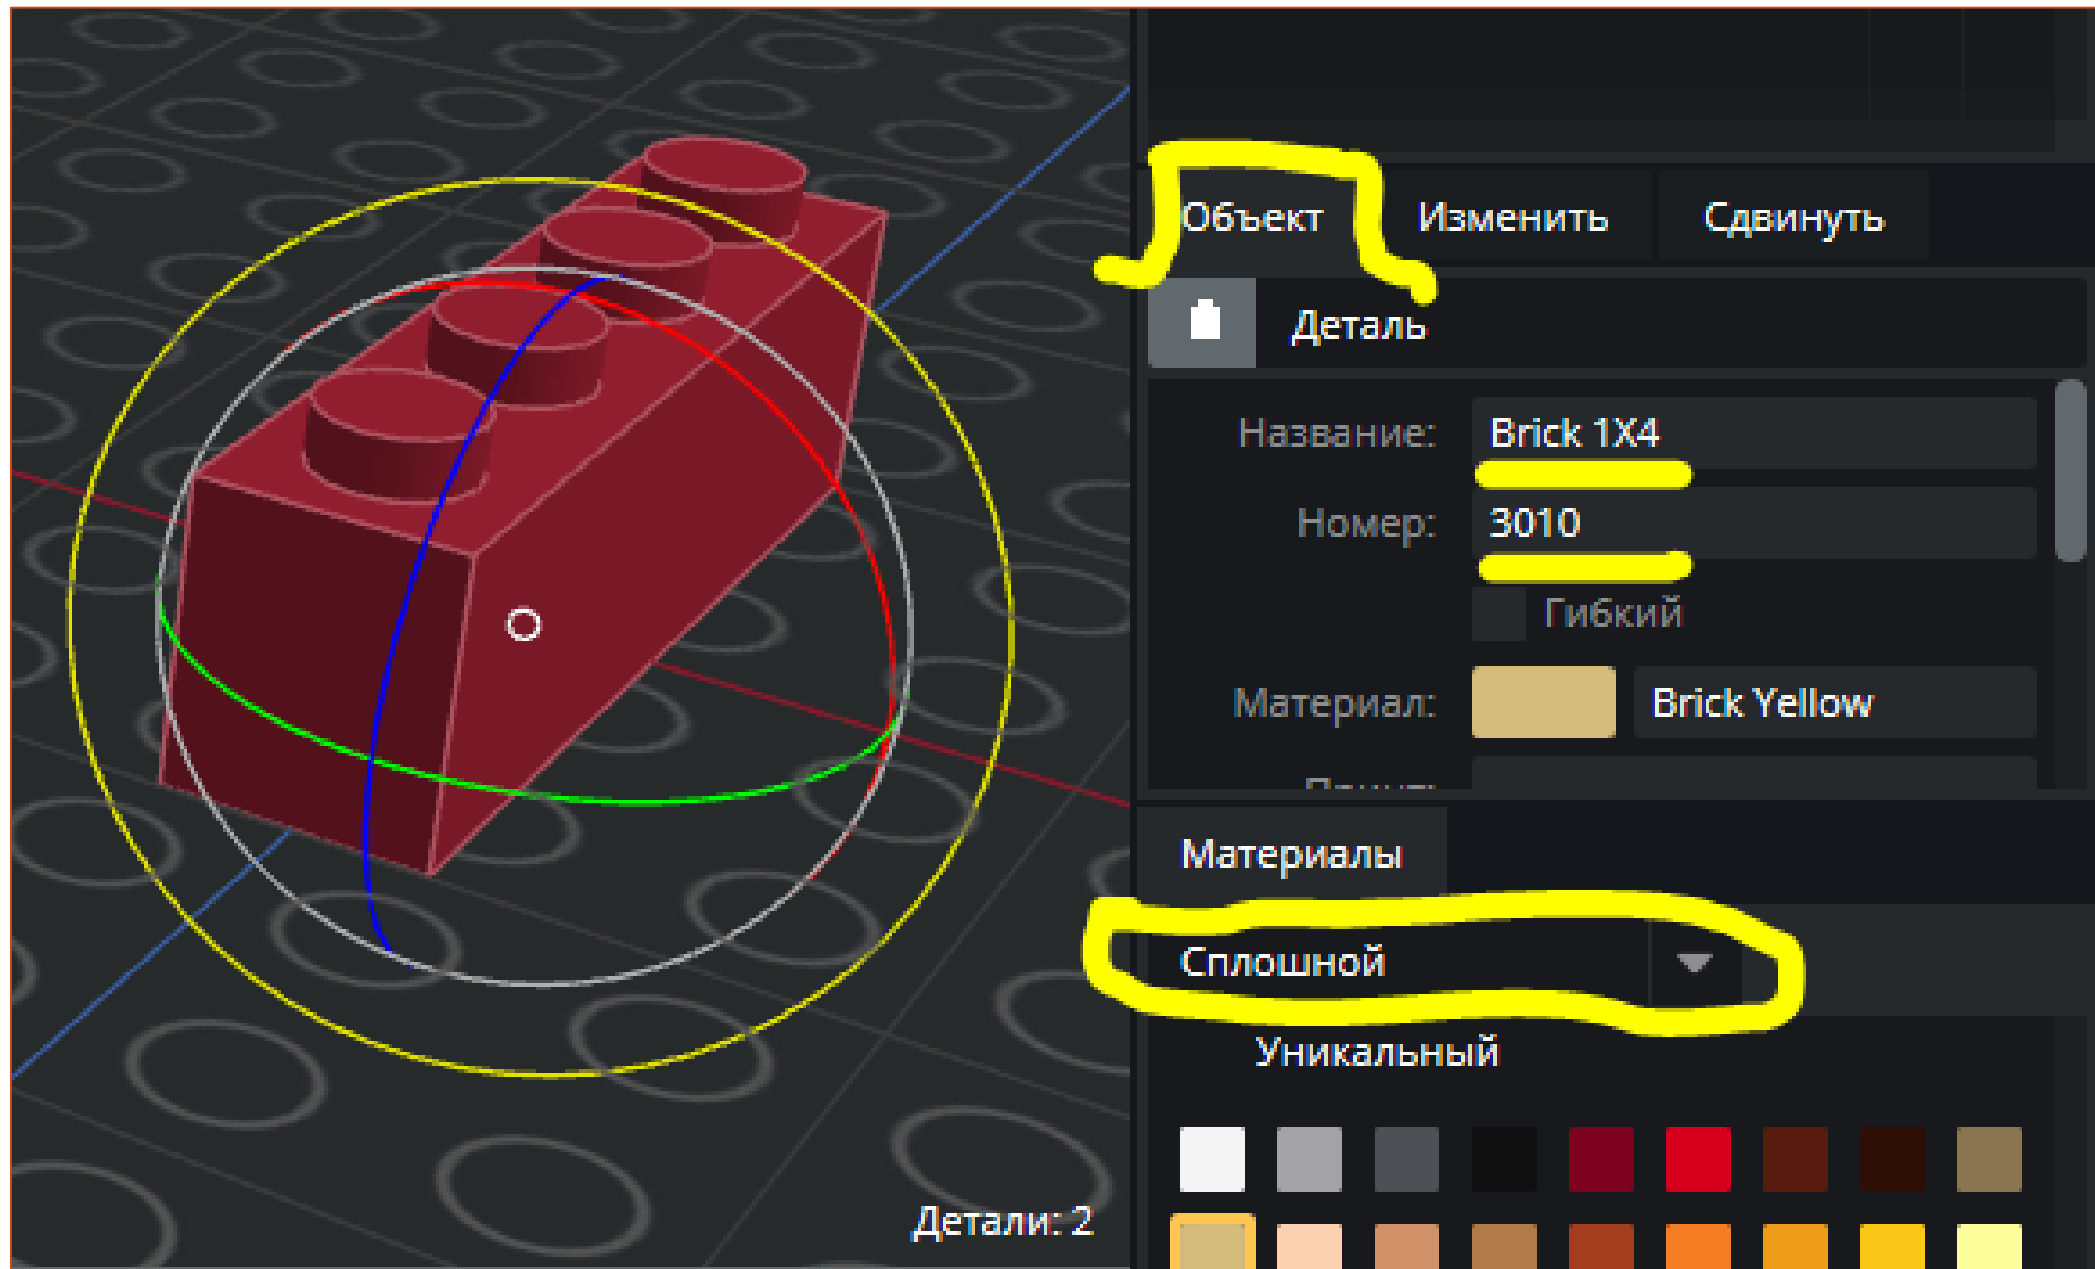 Объект Изменить Сдвинуть
Деталь
Название: Brick 1X4
Номер: 3010
Гибкий
Материал: Brick Yellow
Материалы
Сплошной
Уникальный
Детали: 2